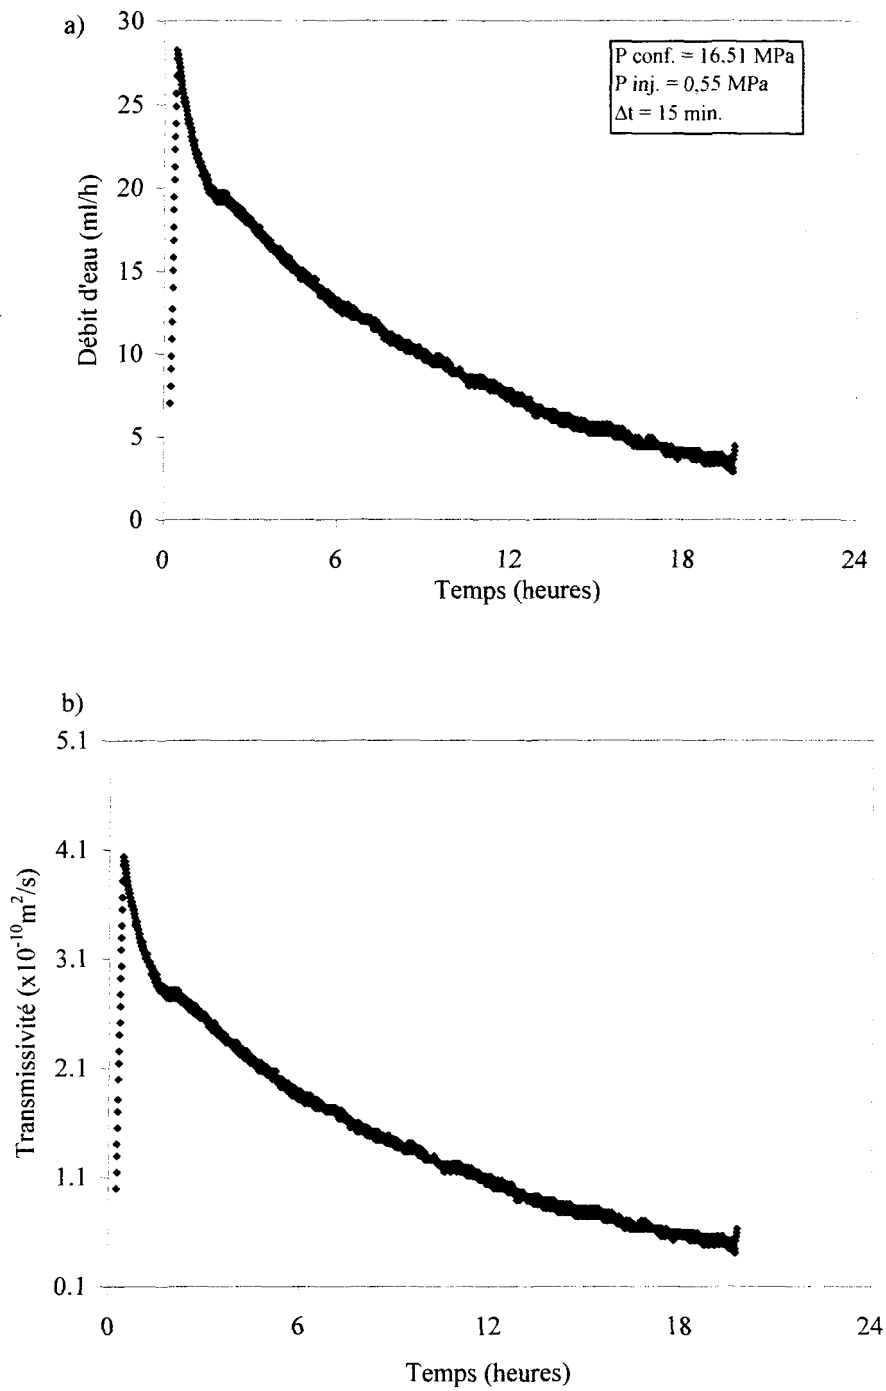 a)
30
25
20
15
10
5
0
Débit d'eau (ml/h)
P conf. = 16,51 MPa
P inj. = 0,55 MPa
Δt = 15 min.
0 6 12 18 24
Temps (heures)
b)
5.1
4.1
3.1
2.1
1.1
0.1
Transmissivité (x10⁻¹⁰m²/s)
0 6 12 18 24
Temps (heures)